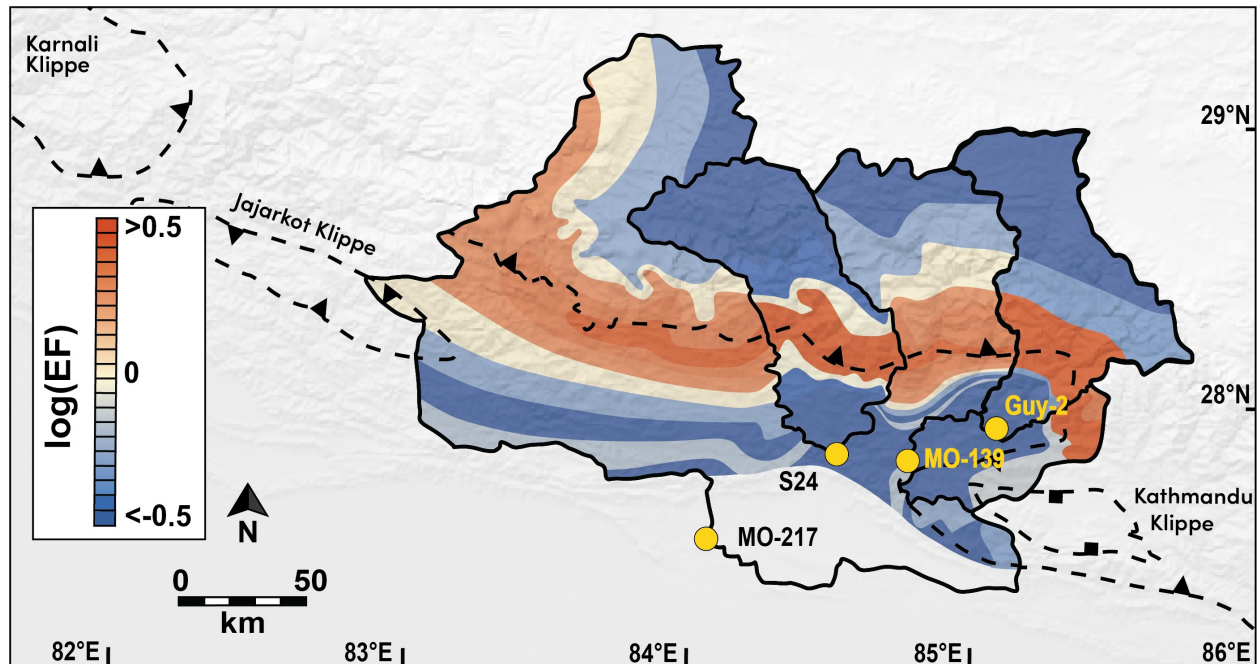 Karnali
Klippe
29°N
Jajarkot Klippe
>0.5
0
<-0.5
log(EF)
28°N
Guy-2
MO-139
S24
MO-217
Kathmandu
Klippe
N
0 50
km
82°E 83°E 84°E 85°E 86°E